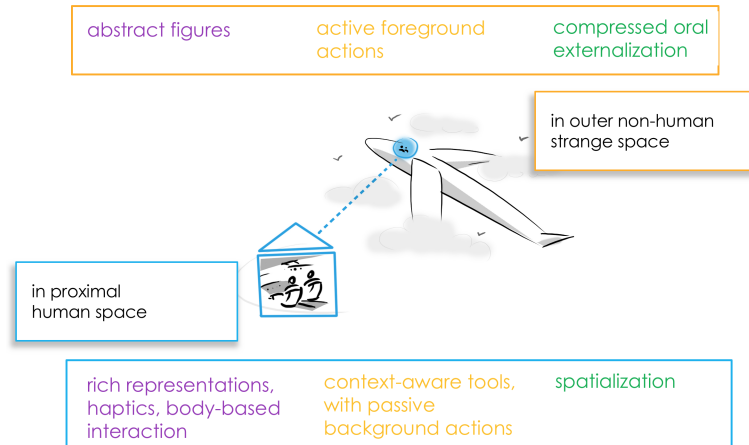 abstract figures
active foreground
actions
compressed oral
externalization
in outer non-human
strange space
in proximal
human space
rich representations,
haptics, body-based
interaction
context-aware tools,
with passive
background actions
spatialization